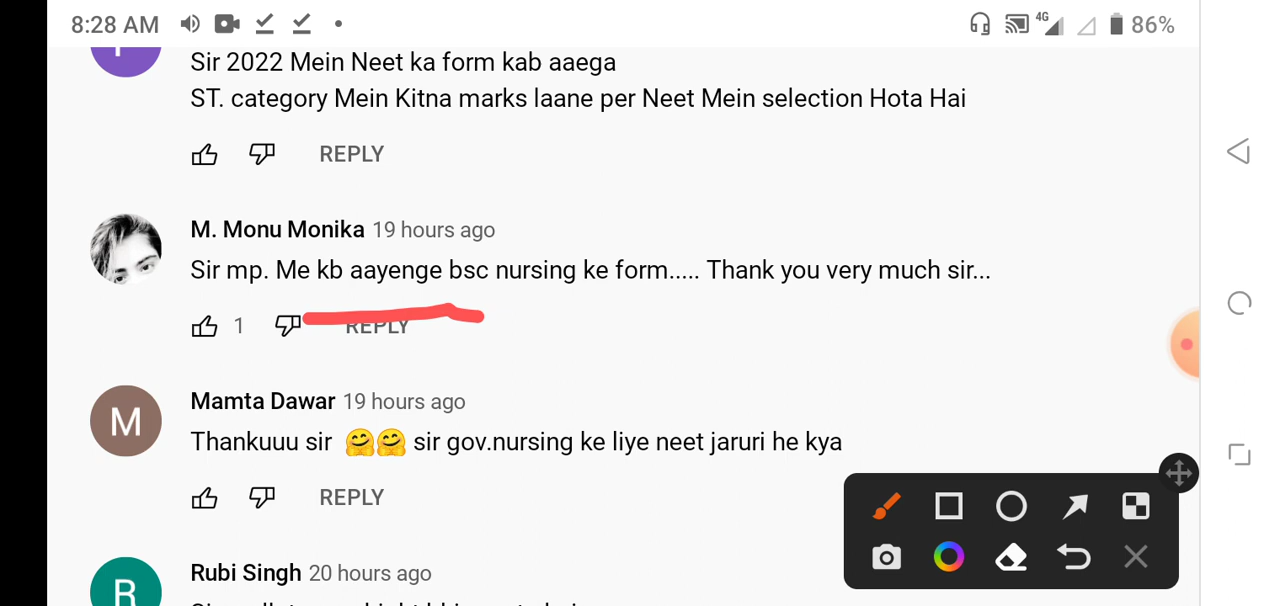 8:28 AM
4G
86%
Sir 2022 Mein Neet ka form kab aaega
ST. category Mein Kitna marks laane per Neet Mein selection Hota Hai
REPLY
M. Monu Monika 19 hours ago
Sir mp. Me kb aayenge bsc nursing ke form..... Thank you very much sir...
1 REPLY
M
Mamta Dawar 19 hours ago
Thankuuu sir 🤗🤗 sir gov.nursing ke liye neet jaruri he kya
REPLY
R
Rubi Singh 20 hours ago